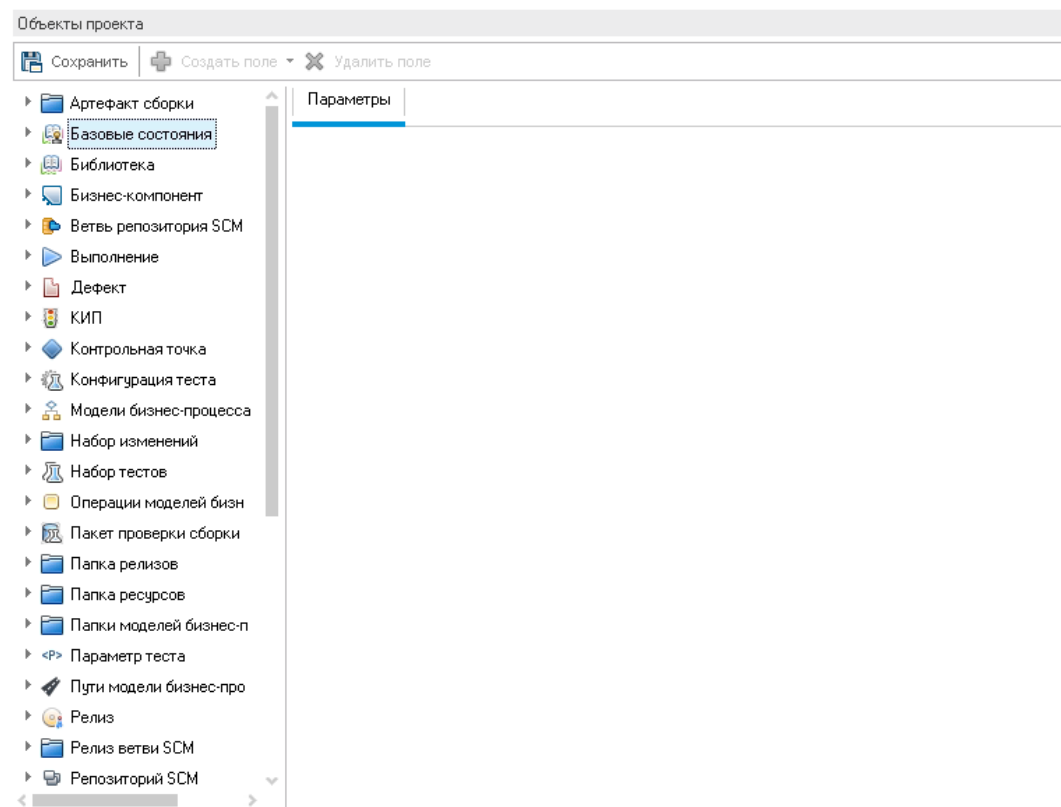 Объекты проекта
Сохранить Создать поле Удалить поле
Параметры
Артефакт сборки
Базовые состояния
Библиотека
Бизнес-компонент
Ветвь репозитория SCM
Выполнение
Дефект
КИП
Контрольная точка
Конфигурация теста
Модели бизнес-процесса
Набор изменений
Набор тестов
Операции моделей бизн
Пакет проверки сборки
Папка релизов
Папка ресурсов
Папки моделей бизнес-п
<P> Параметр теста
Пути модели бизнес-про
Релиз
Релиз ветви SCM
Репозиторий SCM